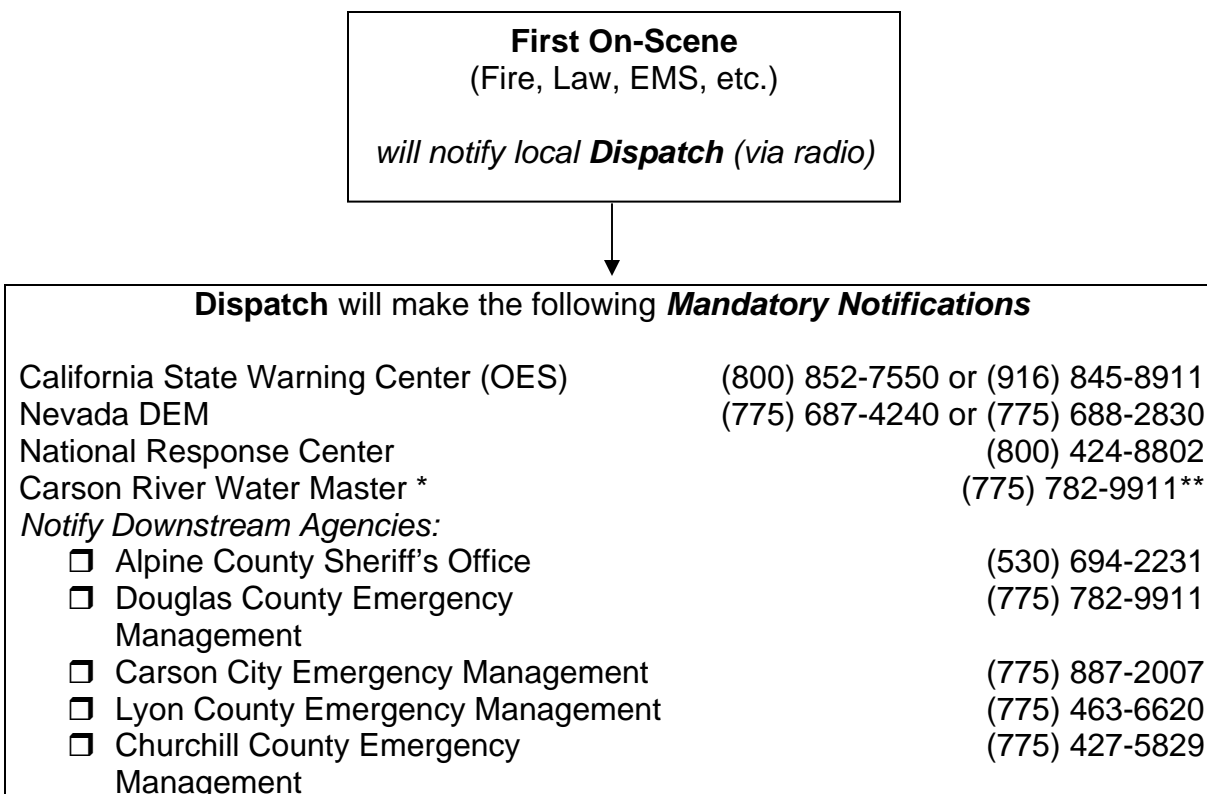 First On-Scene
(Fire, Law, EMS, etc.)
will notify local Dispatch (via radio)
Dispatch will make the following Mandatory Notifications
California State Warning Center (OES) (800) 852-7550 or (916) 845-8911
Nevada DEM (775) 687-4240 or (775) 688-2830
National Response Center (800) 424-8802
Carson River Water Master * (775) 782-9911**
Notify Downstream Agencies:
❒ Alpine County Sheriff's Office (530) 694-2231
❒ Douglas County Emergency (775) 782-9911
Management
❒ Carson City Emergency Management (775) 887-2007
❒ Lyon County Emergency Management (775) 463-6620
❒ Churchill County Emergency (775) 427-5829
Management